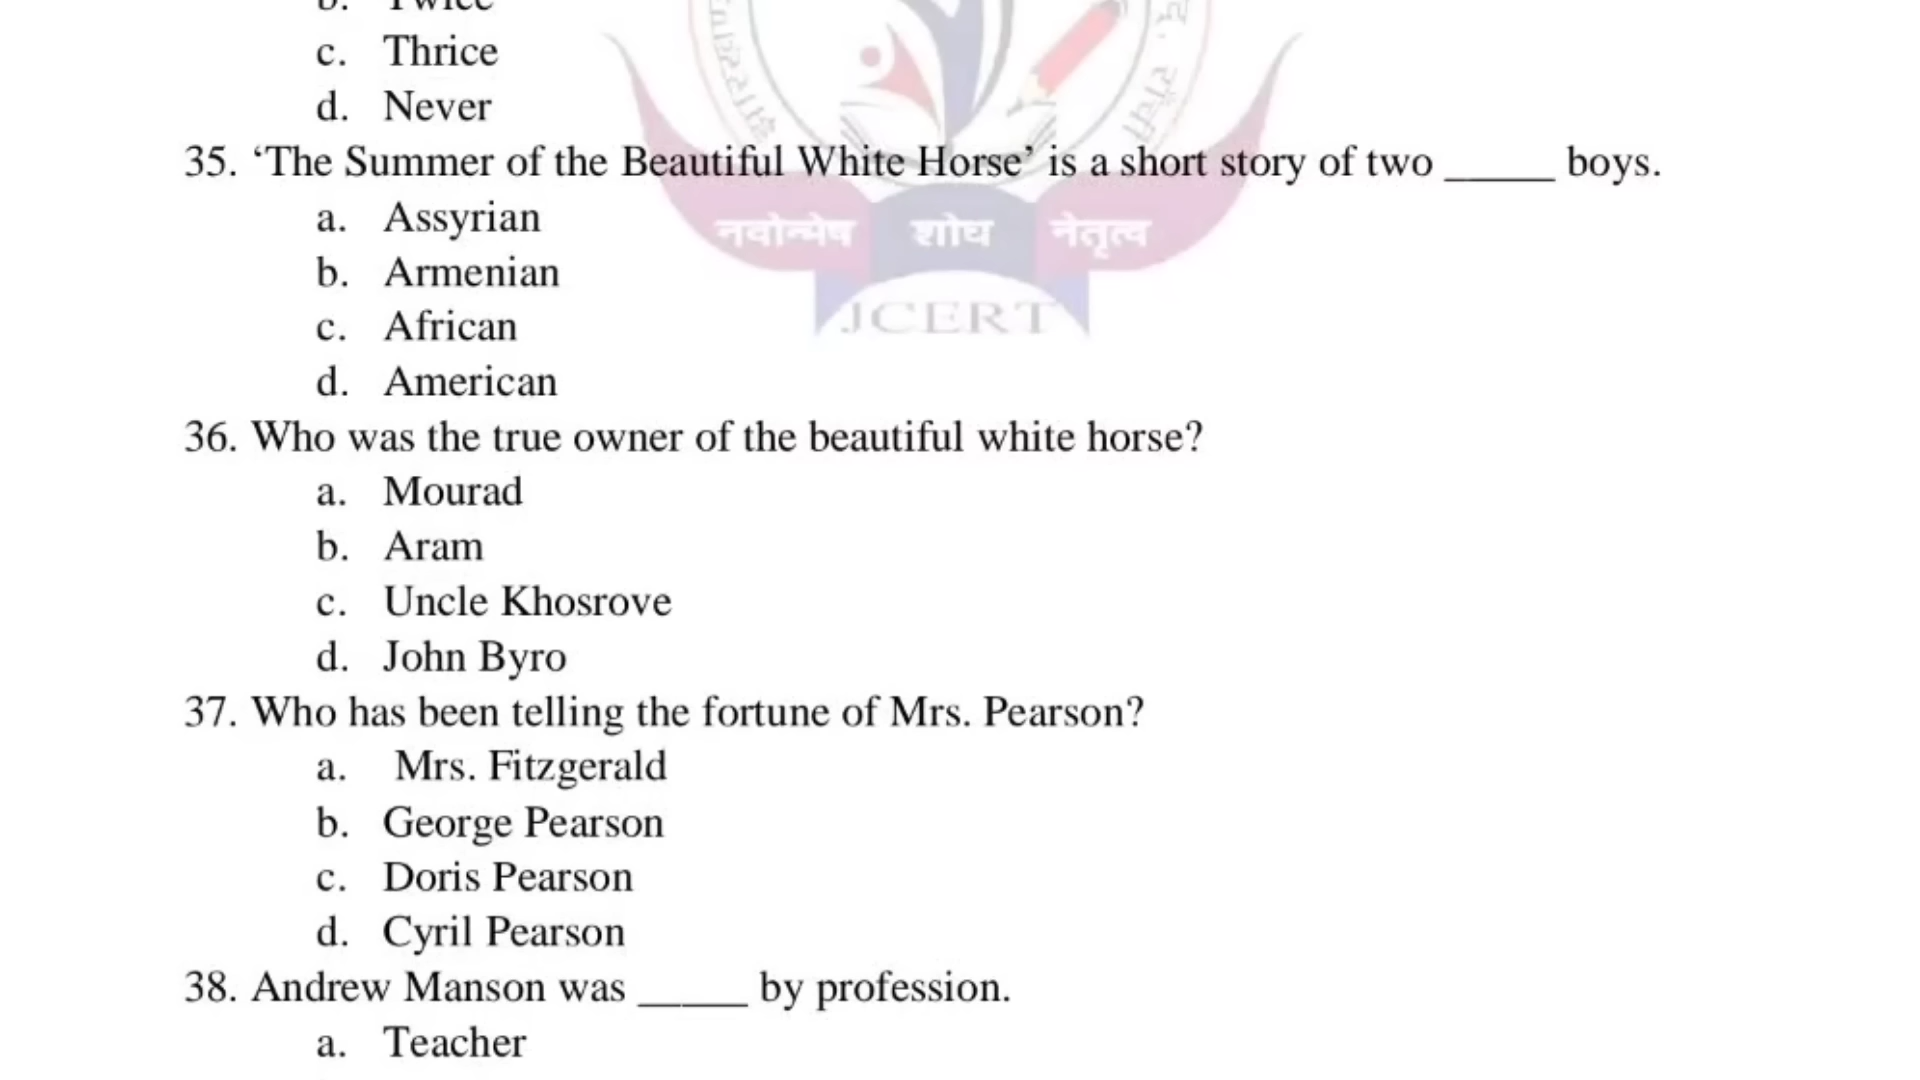 b. Twice
c. Thrice
d. Never
35. ‘The Summer of the Beautiful White Horse’ is a short story of two _____ boys.
a. Assyrian
b. Armenian
c. African
d. American
नवोन्मेष शोध नेतृत्व
JCERT
36. Who was the true owner of the beautiful white horse?
a. Mourad
b. Aram
c. Uncle Khosrove
d. John Byro
37. Who has been telling the fortune of Mrs. Pearson?
a. Mrs. Fitzgerald
b. George Pearson
c. Doris Pearson
d. Cyril Pearson
38. Andrew Manson was _____ by profession.
a. Teacher